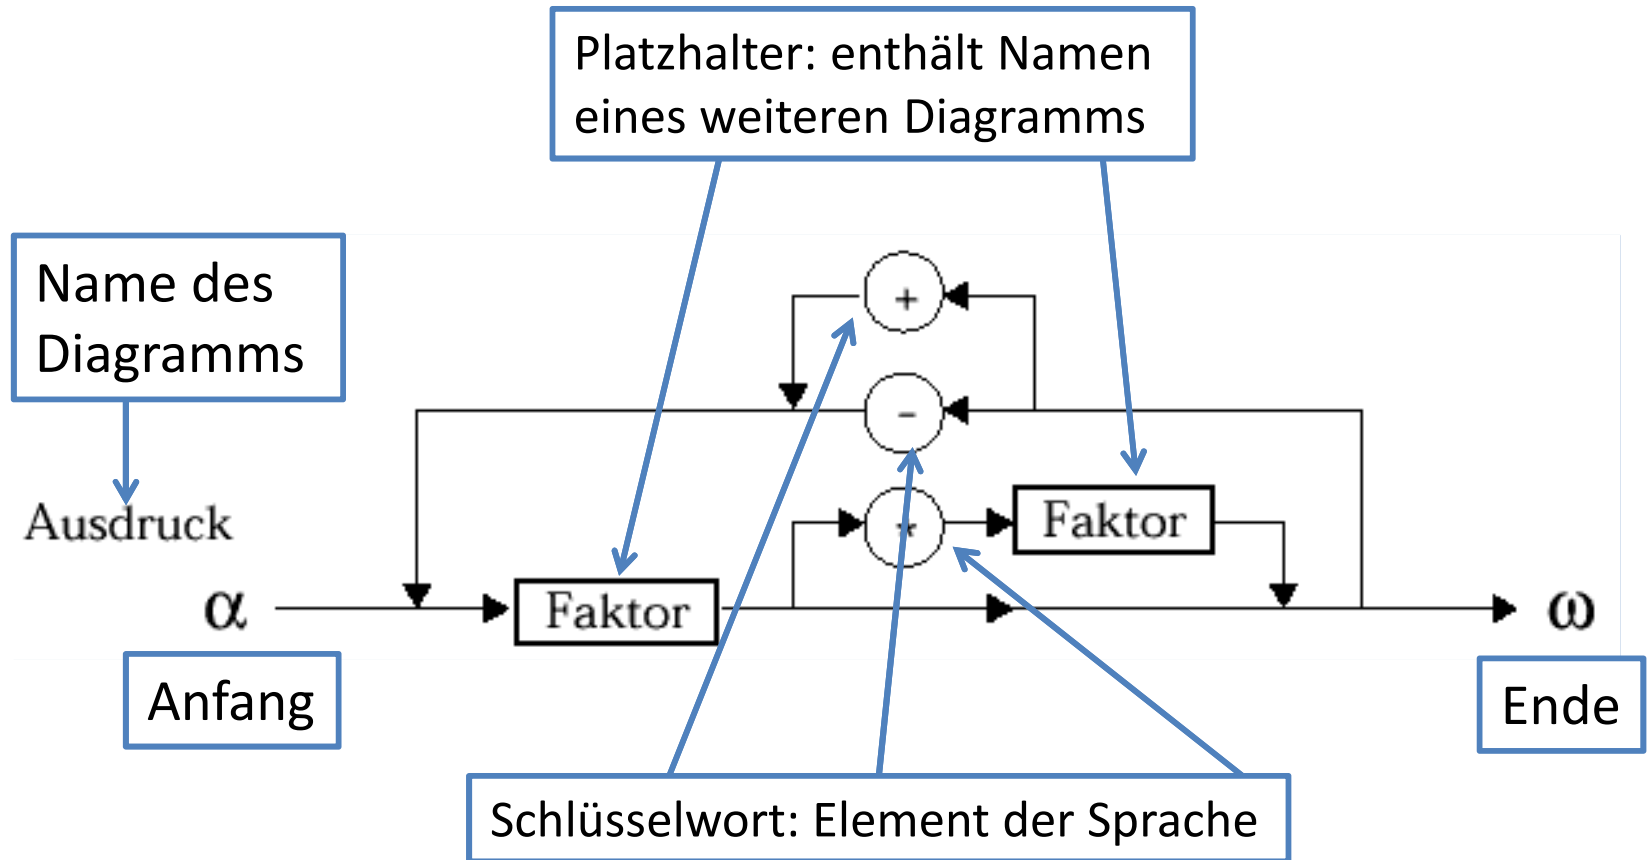 Platzhalter: enthält Namen
eines weiteren Diagramms
Name des
Diagramms
+
-
Ausdruck
*
Faktor
α
Faktor
ω
Anfang
Ende
Schlüsselwort: Element der Sprache